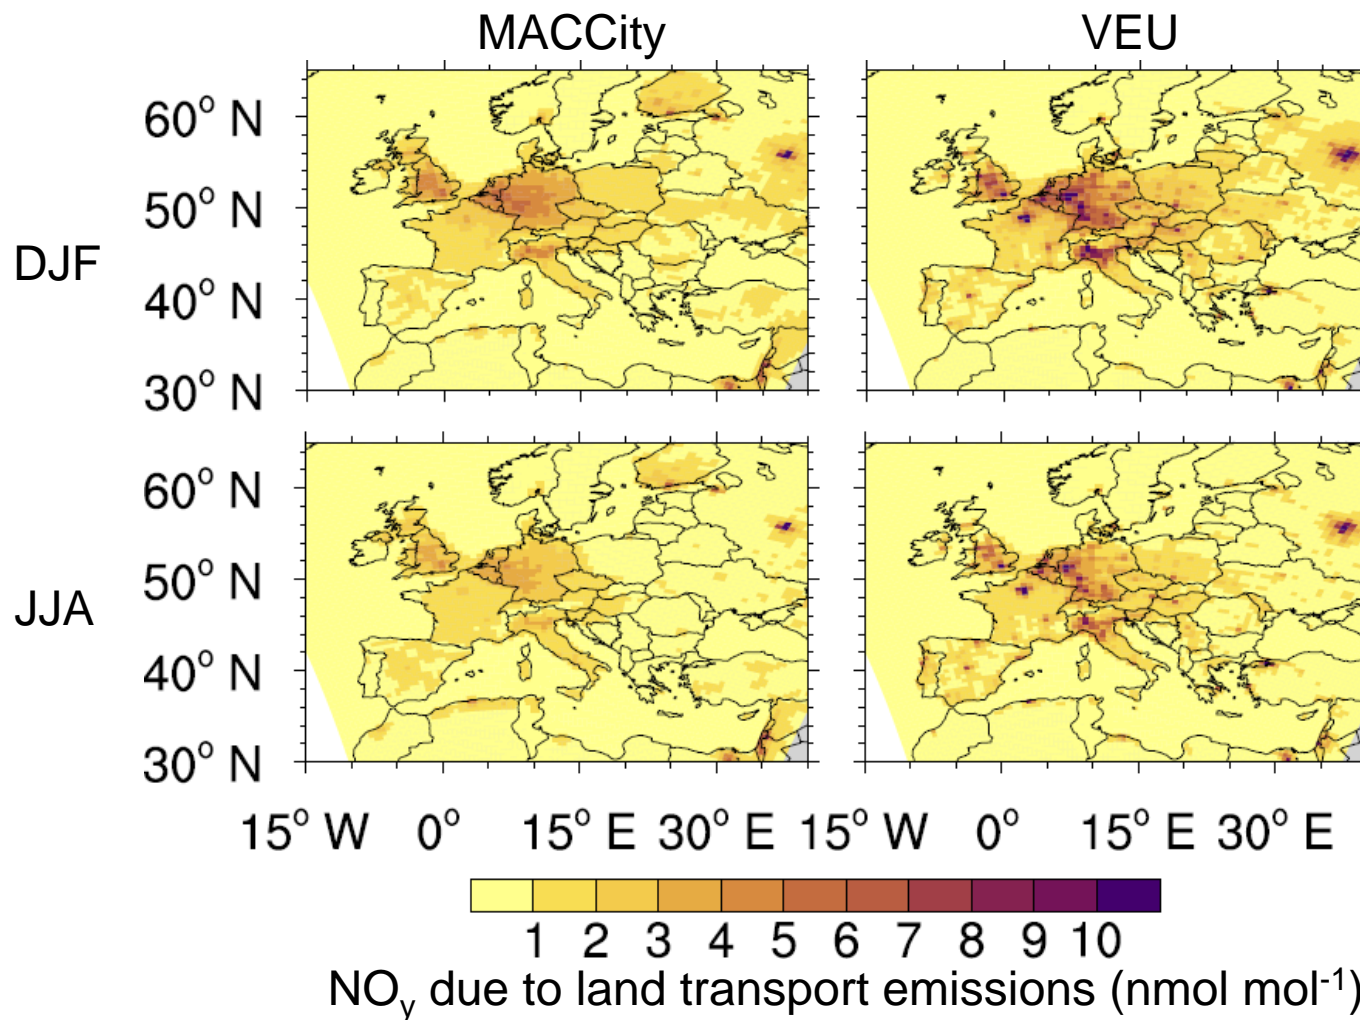 MACCity VEU
60° N
50° N
DJF
40° N
30° N
60° N
50° N
JJA
40° N
30° N
15° W 0° 15° E 30° E 15° W 0° 15° E 30° E
1 2 3 4 5 6 7 8 9 10
NOy due to land transport emissions (nmol mol-1)